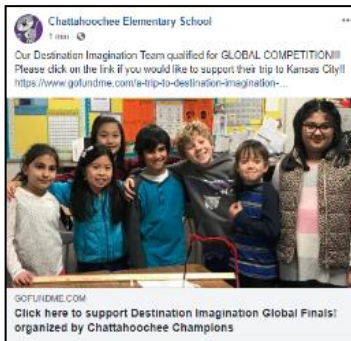 Chattahoochee Elementary School
1 min ·
Our Destination Imagination Team qualified for GLOBAL COMPETITION!!!
Please click on the link if you would like to support their trip to Kansas City!!
https://www.gofundme.com/a-trip-to-destination-imagination-...
GOFUNDME.COM
Click here to support Destination Imagination Global Finals!
organized by Chattahoochee Champions